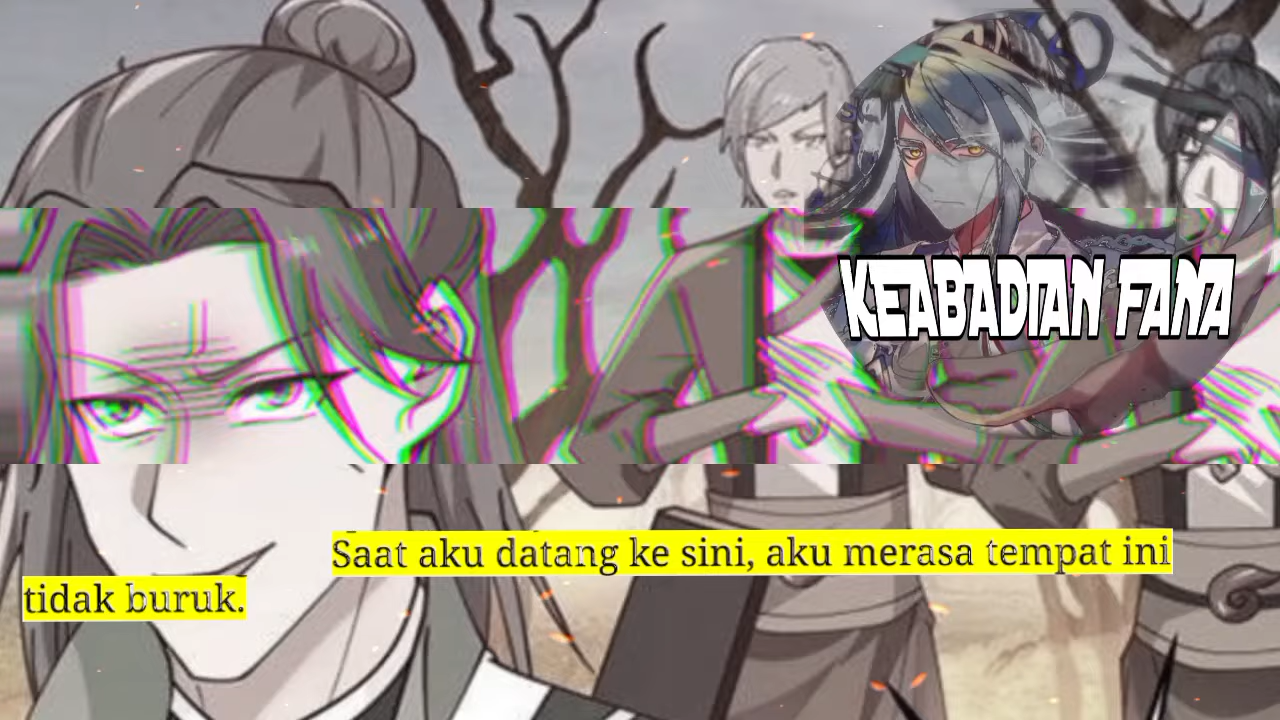 KEABADIAN FANA
Saat aku datang ke sini, aku merasa tempat ini
tidak buruk.